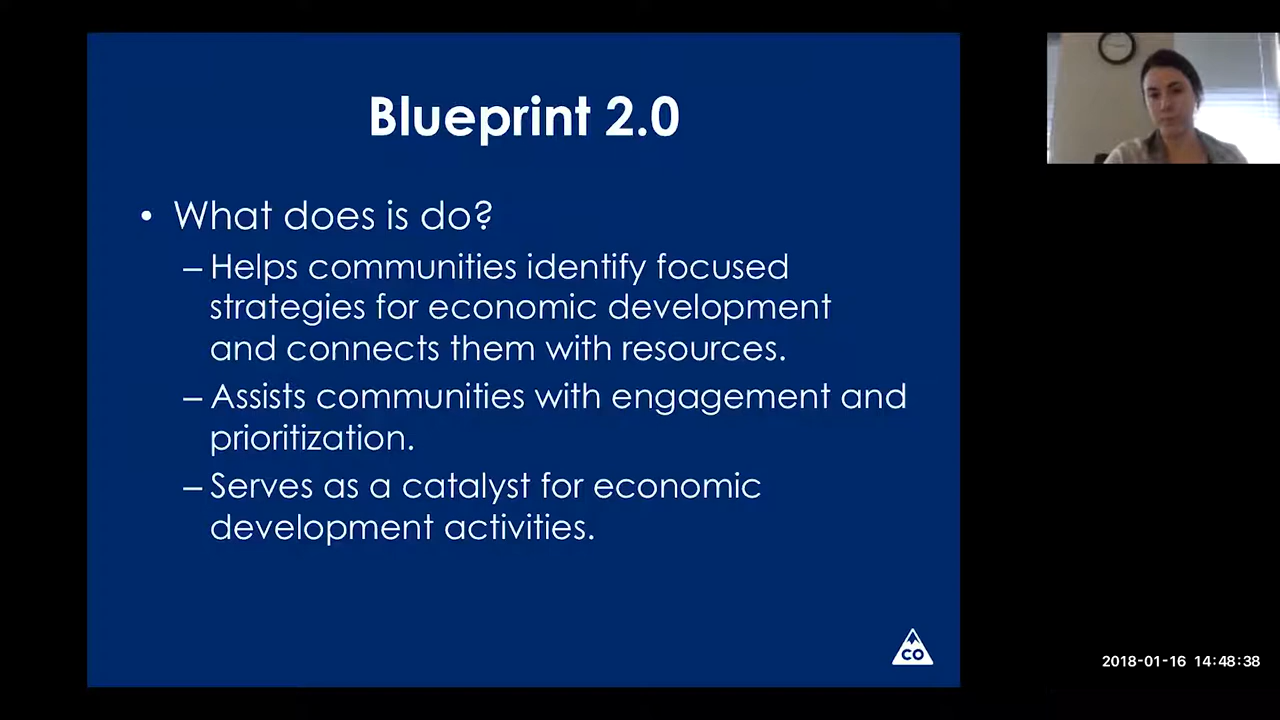 Blueprint 2.0
• What does is do?
– Helps communities identify focused
strategies for economic development
and connects them with resources.
– Assists communities with engagement and
prioritization.
– Serves as a catalyst for economic
development activities.
CO
2018-01-16 14:48:38